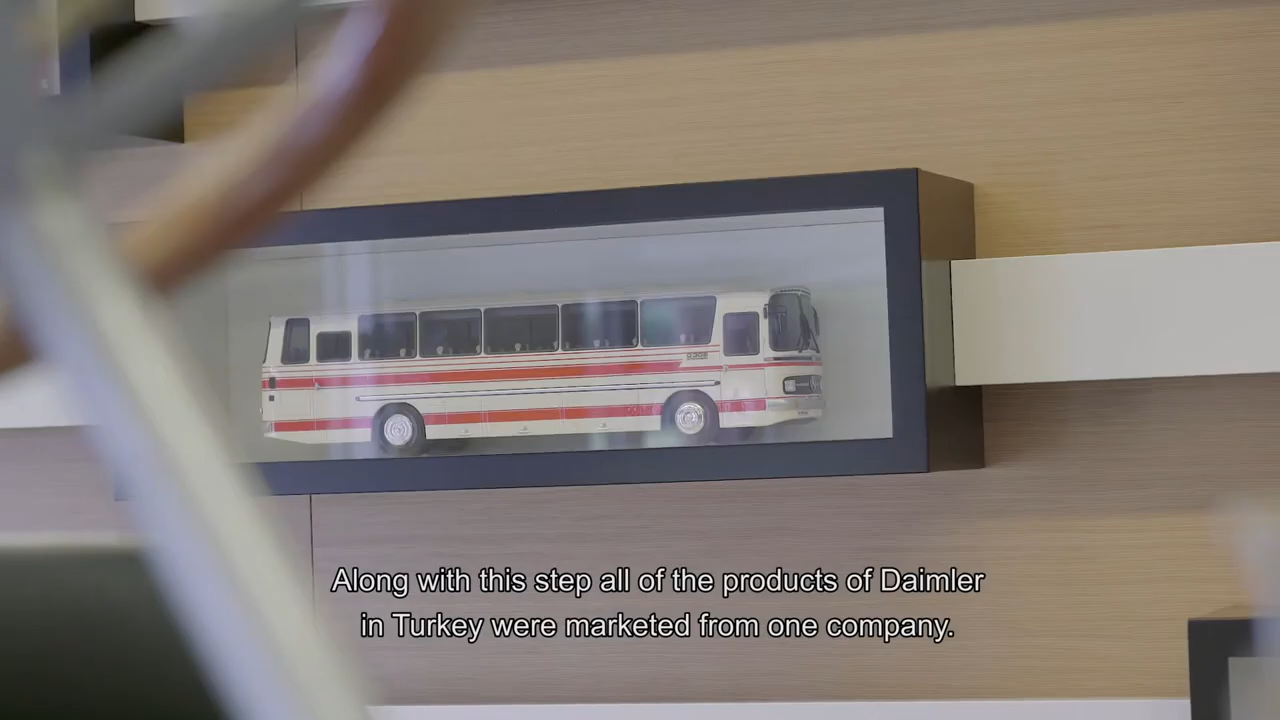 Along with this step all of the products of Daimler
in Turkey were marketed from one company.